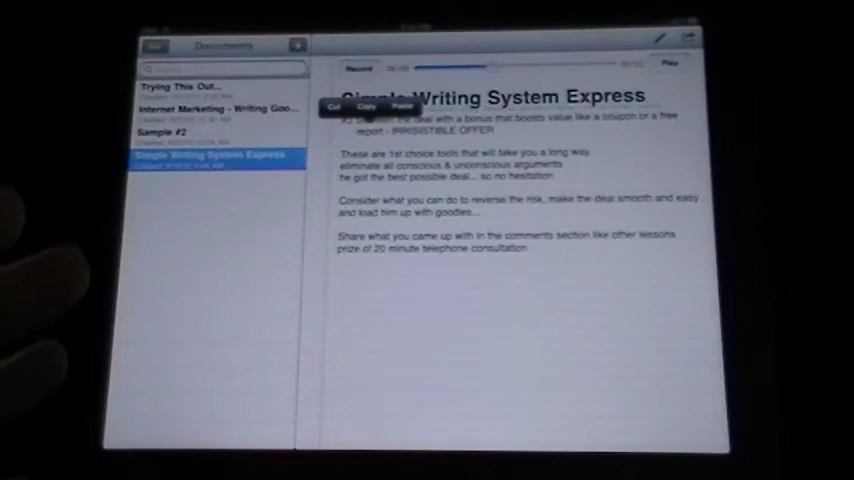 Documents
+
Trying This Out...
Internet Marketing - Writing Goo...
Sample #2
Simple Writing System Express
Record
Play
Cut Copy Paste
Writing System Express
the deal with a bonus that boosts value like a coupon or a free
report - IRRISISTIBLE OFFER
These are 1st choice tools that will take you a long way
eliminate all conscious & unconscious arguments
he got the best possible deal... so no hesitation
Consider what you can do to reverse the risk, make the deal smooth and easy
and load him up with goodies...
Share what you came up with in the comments section like other lessons
prize of 20 minute telephone consultation